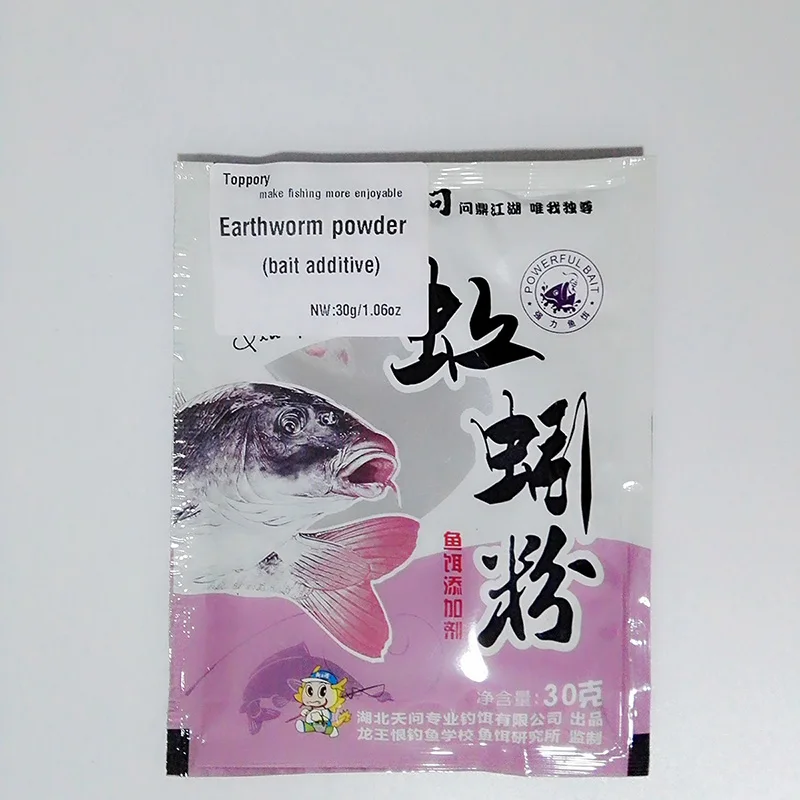 Toppory
make fishing more enjoyable
Earthworm powder
(bait additive)
NW:30g/1.06oz
问 问鼎江湖 唯我独尊
POWERFULBAIT
强力鱼饵
蚯蚓粉
鱼饵添加剂
净含量:30克
湖北天问专业钓饵有限公司 出品
龙王恨钓鱼学校鱼饵研究所 监制